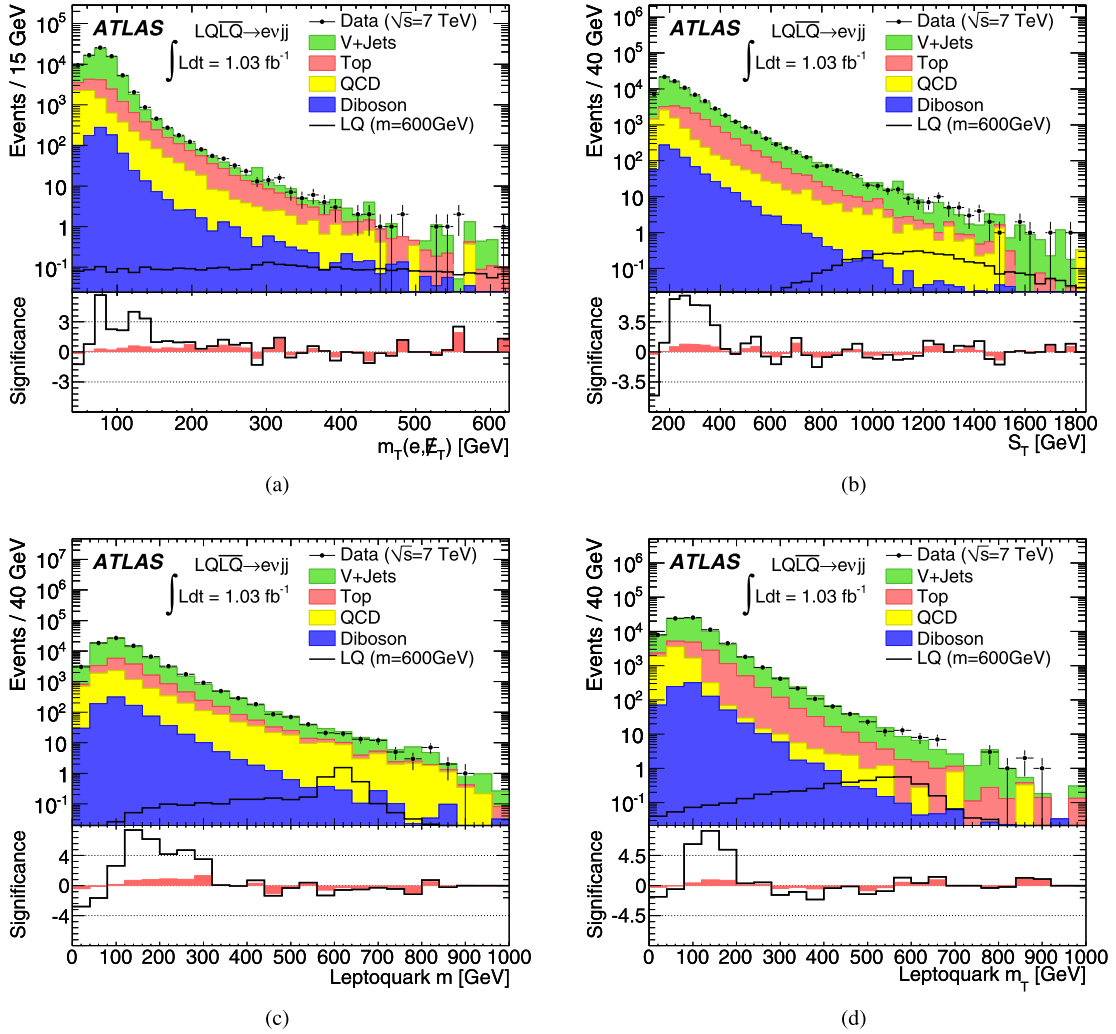 ATLAS
LQLQ→eνjj
∫ Ldt = 1.03 fb⁻¹
Data (√s=7 TeV)
V+Jets
Top
QCD
Diboson
LQ (m=600GeV)
Events / 15 GeV
10⁵
10⁴
10³
10²
10
1
10⁻¹
Significance
3
0
-3
100 200 300 400 500 600
m_T(e,E̸_T) [GeV]
(a)
ATLAS
LQLQ→eνjj
∫ Ldt = 1.03 fb⁻¹
Data (√s=7 TeV)
V+Jets
Top
QCD
Diboson
LQ (m=600GeV)
Events / 40 GeV
10⁶
10⁵
10⁴
10³
10²
10
1
10⁻¹
Significance
3.5
0
-3.5
200 400 600 800 1000 1200 1400 1600 1800
S_T [GeV]
(b)
ATLAS
LQLQ→eνjj
∫ Ldt = 1.03 fb⁻¹
Data (√s=7 TeV)
V+Jets
Top
QCD
Diboson
LQ (m=600GeV)
Events / 40 GeV
10⁷
10⁶
10⁵
10⁴
10³
10²
10
1
10⁻¹
Significance
4
0
-4
0 100 200 300 400 500 600 700 800 900 1000
Leptoquark m [GeV]
(c)
ATLAS
LQLQ→eνjj
∫ Ldt = 1.03 fb⁻¹
Data (√s=7 TeV)
V+Jets
Top
QCD
Diboson
LQ (m=600GeV)
Events / 40 GeV
10⁶
10⁵
10⁴
10³
10²
10
1
10⁻¹
Significance
4.5
0
-4.5
0 100 200 300 400 500 600 700 800 900 1000
Leptoquark m_T [GeV]
(d)